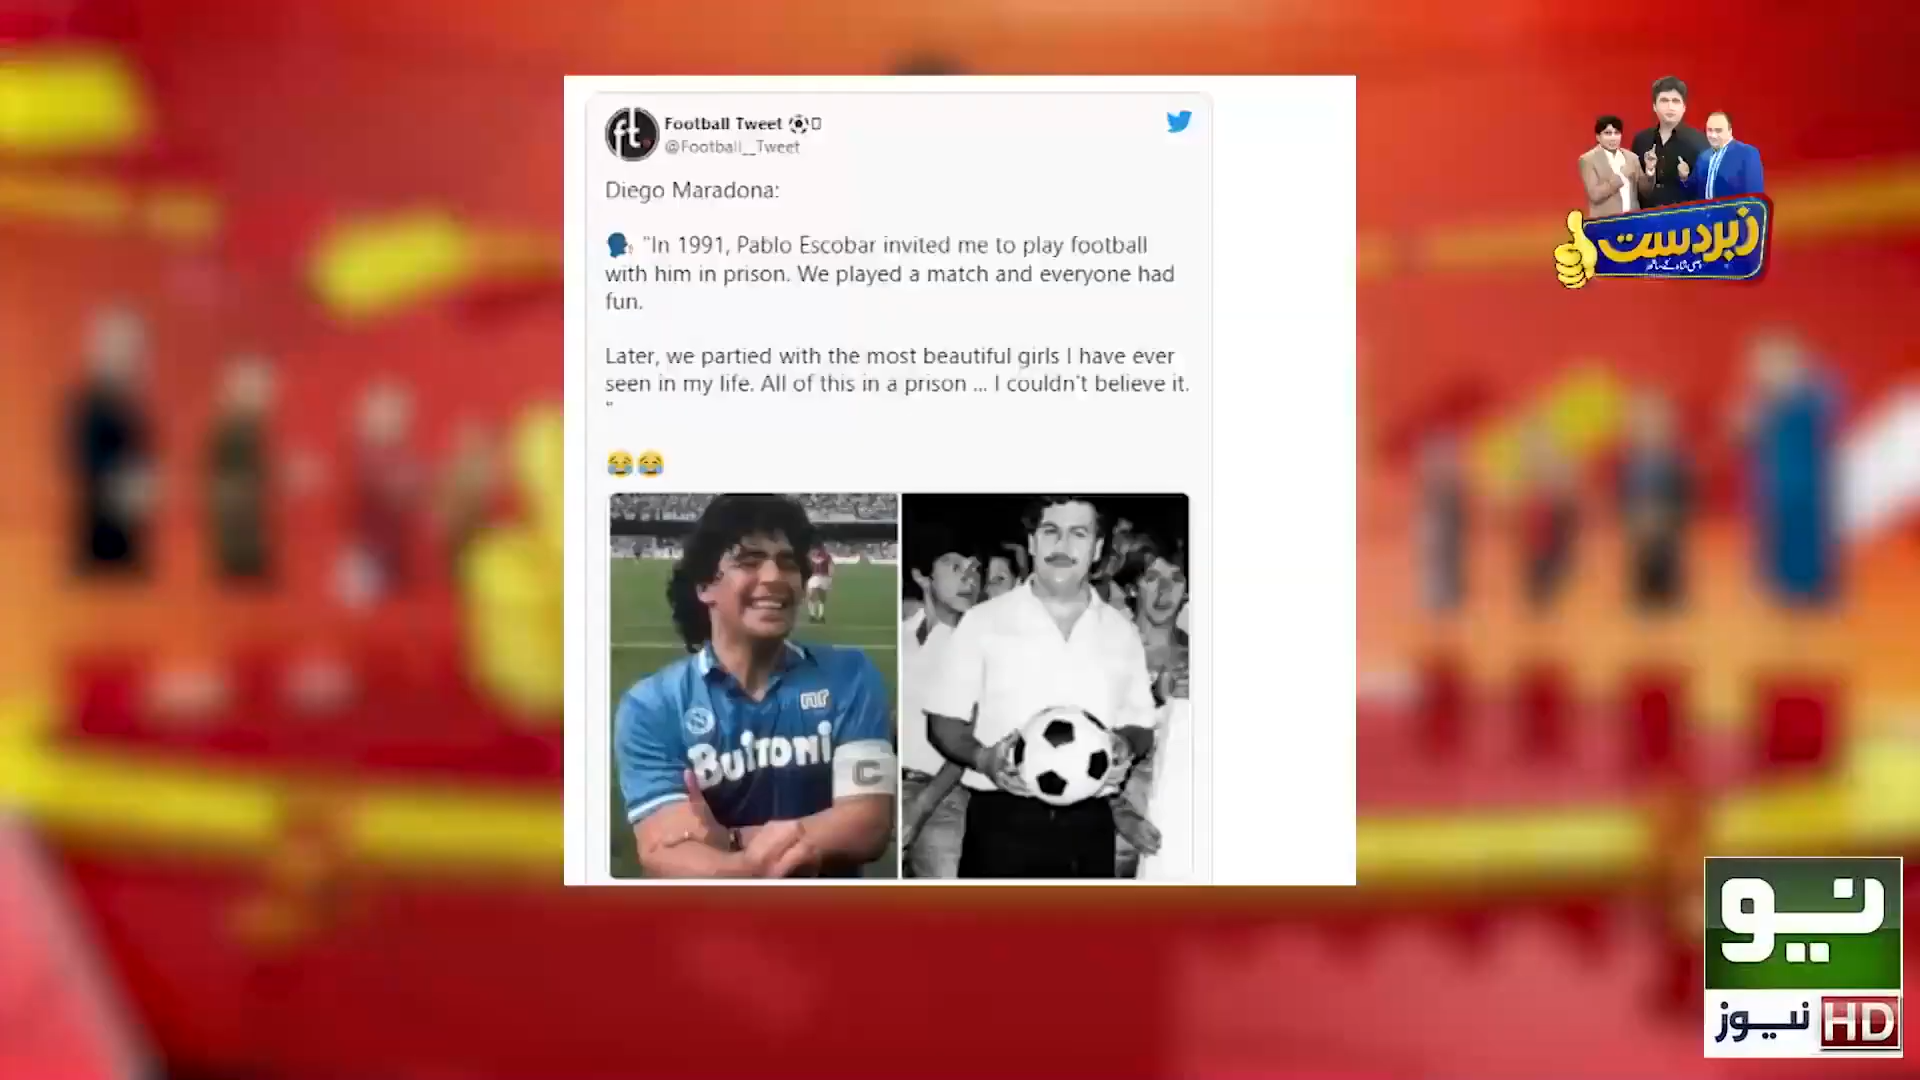 Football Tweet ⚽
@Football__Tweet
Diego Maradona:
🗣️ "In 1991, Pablo Escobar invited me to play football
with him in prison. We played a match and everyone had
fun.
Later, we partied with the most beautiful girls I have ever
seen in my life. All of this in a prison ... I couldn't believe it.
"
😂😂
ft.
Buitoni
C
زبردست
نیو
نیوز HD